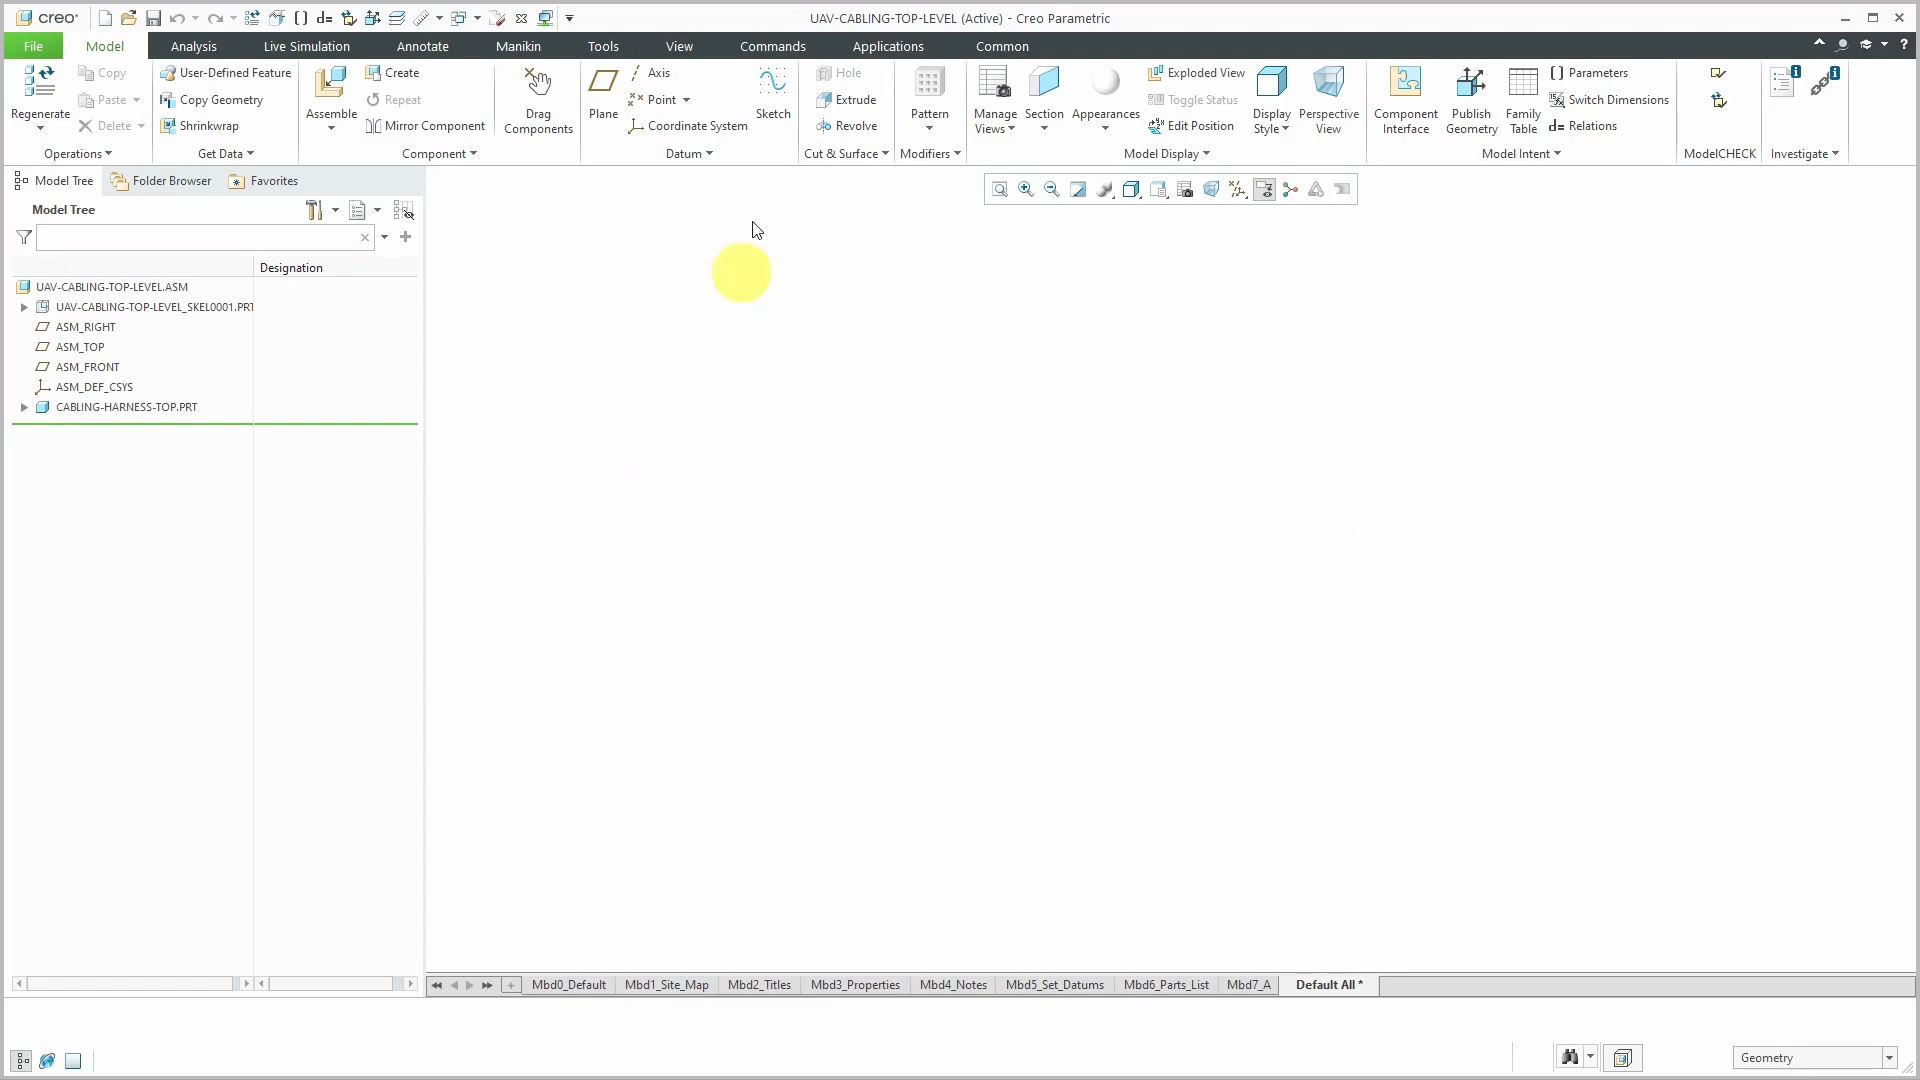 creo
UAV-CABLING-TOP-LEVEL (Active) - Creo Parametric
File
Model
Analysis
Live Simulation
Annotate
Manikin
Tools
View
Commands
Applications
Common
Regenerate
Copy
Paste
Delete
Operations
User-Defined Feature
Copy Geometry
Shrinkwrap
Get Data
Assemble
Create
Repeat
Mirror Component
Component
Drag
Components
Plane
Axis
Point
Coordinate System
Sketch
Datum
Hole
Extrude
Revolve
Cut & Surface
Pattern
Modifiers
Manage
Views
Section
Appearances
Exploded View
Toggle Status
Edit Position
Display
Style
Perspective
View
Model Display
Component
Interface
Publish
Geometry
Family
Table
Parameters
Switch Dimensions
d= Relations
Model Intent
ModelCHECK
Investigate
Model Tree
Folder Browser
Favorites
Model Tree
Designation
UAV-CABLING-TOP-LEVEL.ASM
UAV-CABLING-TOP-LEVEL_SKEL0001.PRT
ASM_RIGHT
ASM_TOP
ASM_FRONT
ASM_DEF_CSYS
CABLING-HARNESS-TOP.PRT
Mbd0_Default
Mbd1_Site_Map
Mbd2_Titles
Mbd3_Properties
Mbd4_Notes
Mbd5_Set_Datums
Mbd6_Parts_List
Mbd7_A
Default All *
Geometry